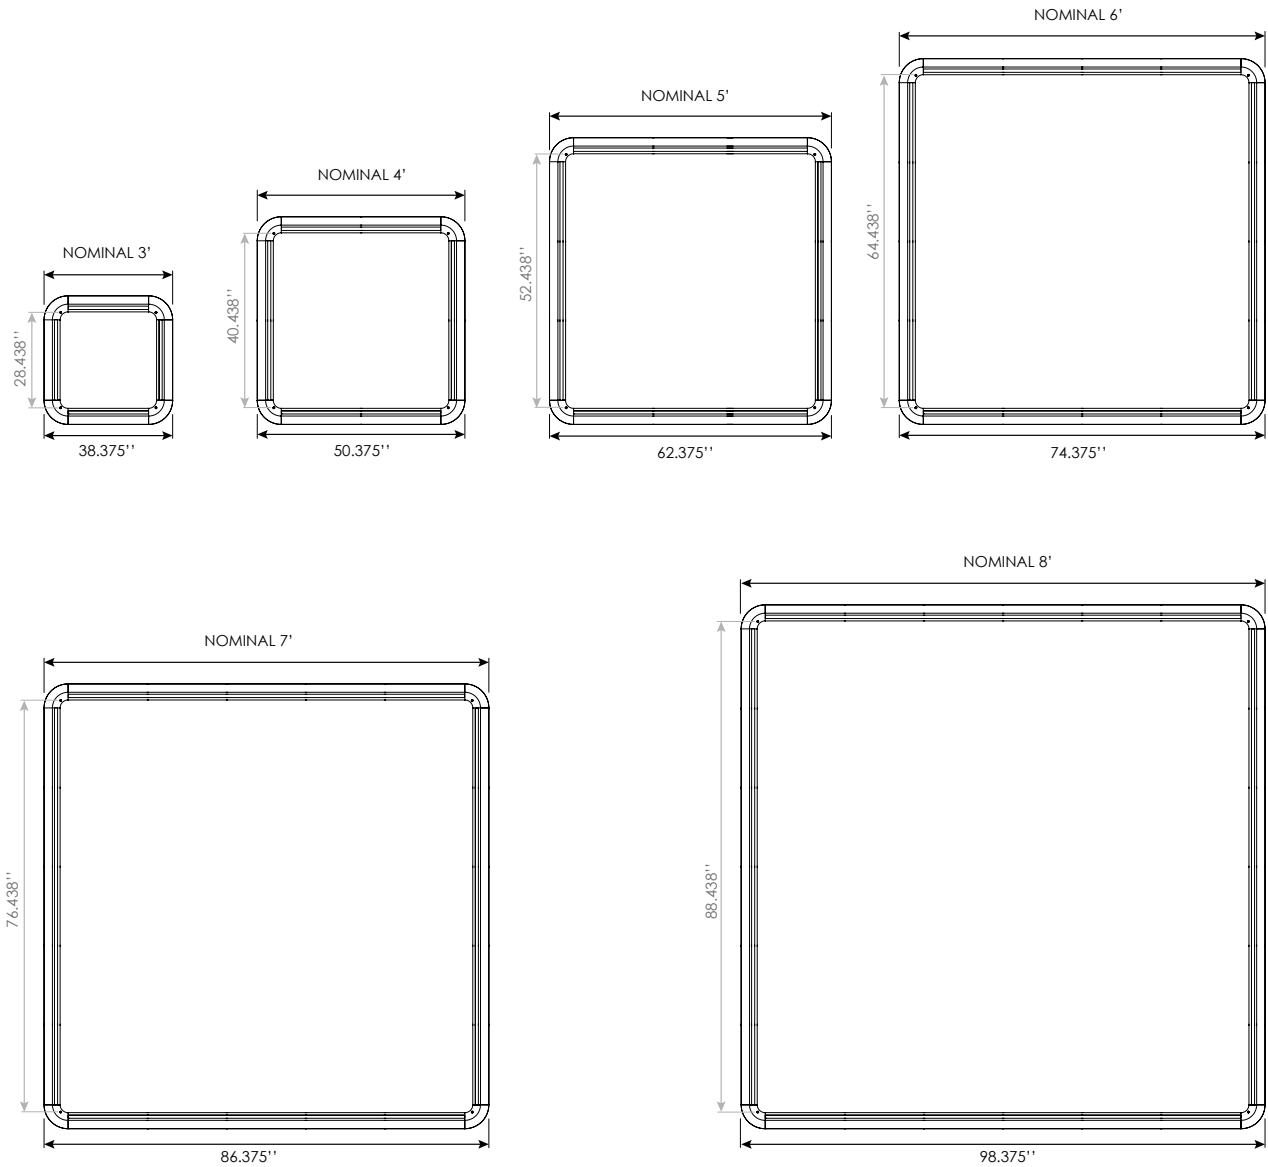 NOMINAL 3’
28.438’’
38.375’’
NOMINAL 4’
40.438’’
50.375’’
NOMINAL 5’
52.438’’
62.375’’
NOMINAL 6’
64.438’’
74.375’’
NOMINAL 7’
76.438’’
86.375’’
NOMINAL 8’
88.438’’
98.375’’